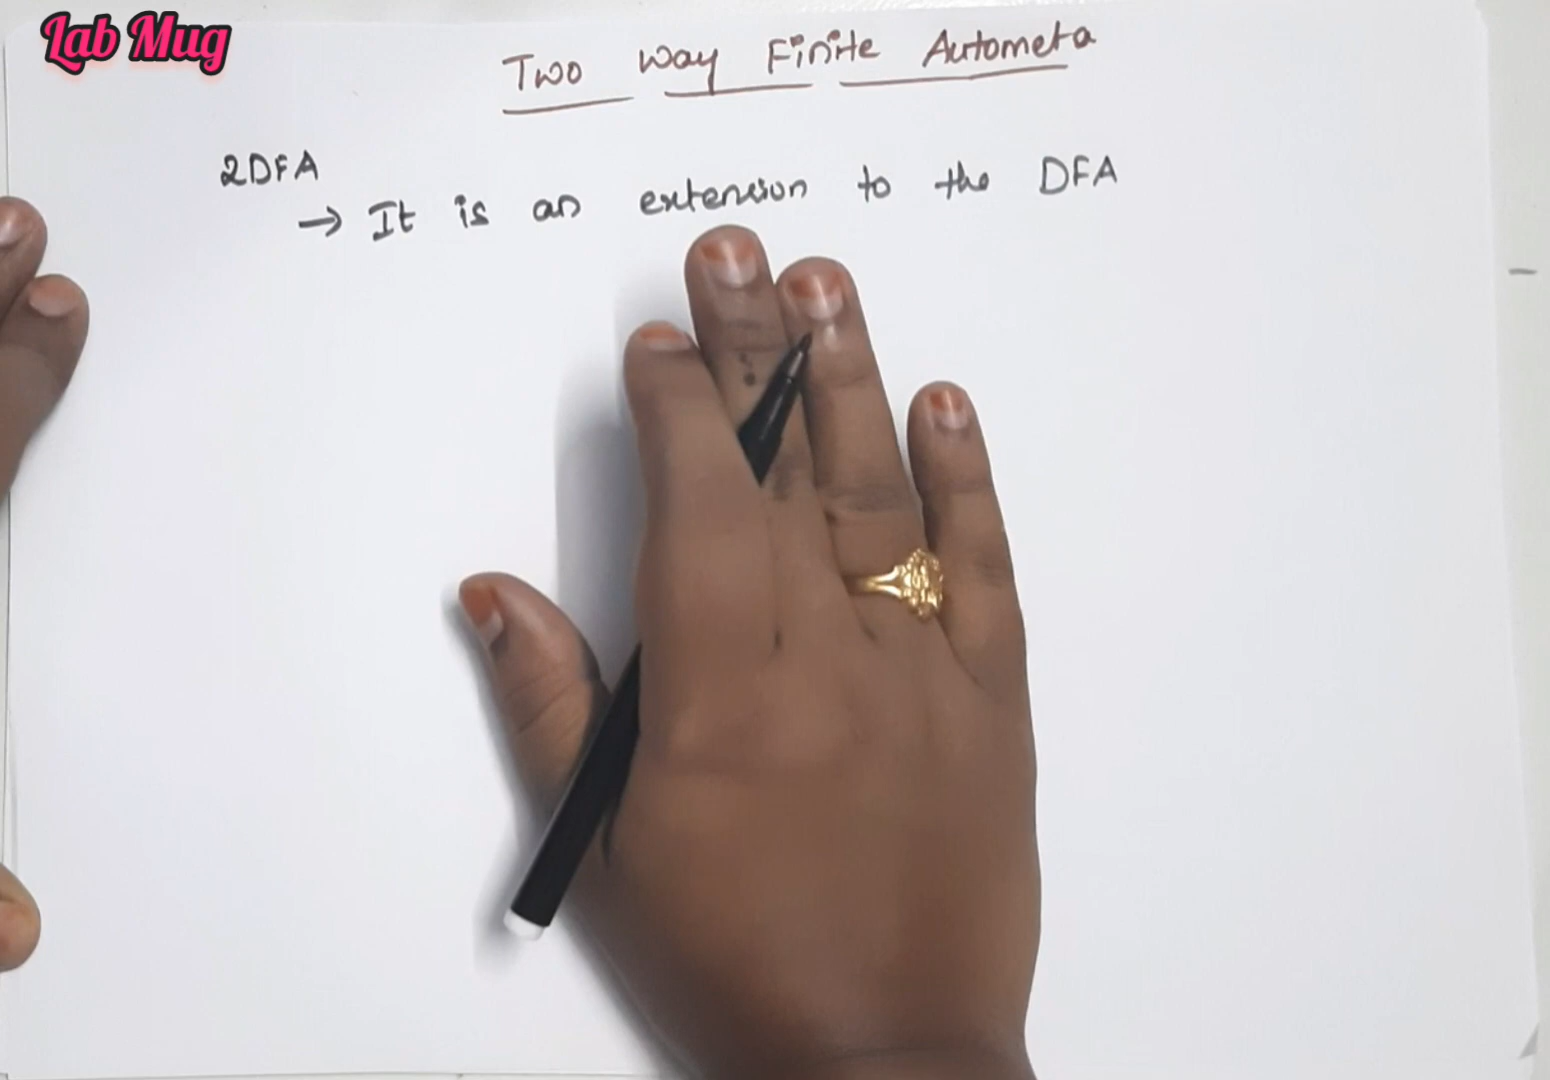 Lab Mug
Two Way Finite Autometa
2DFA
→ It is an extension to the DFA